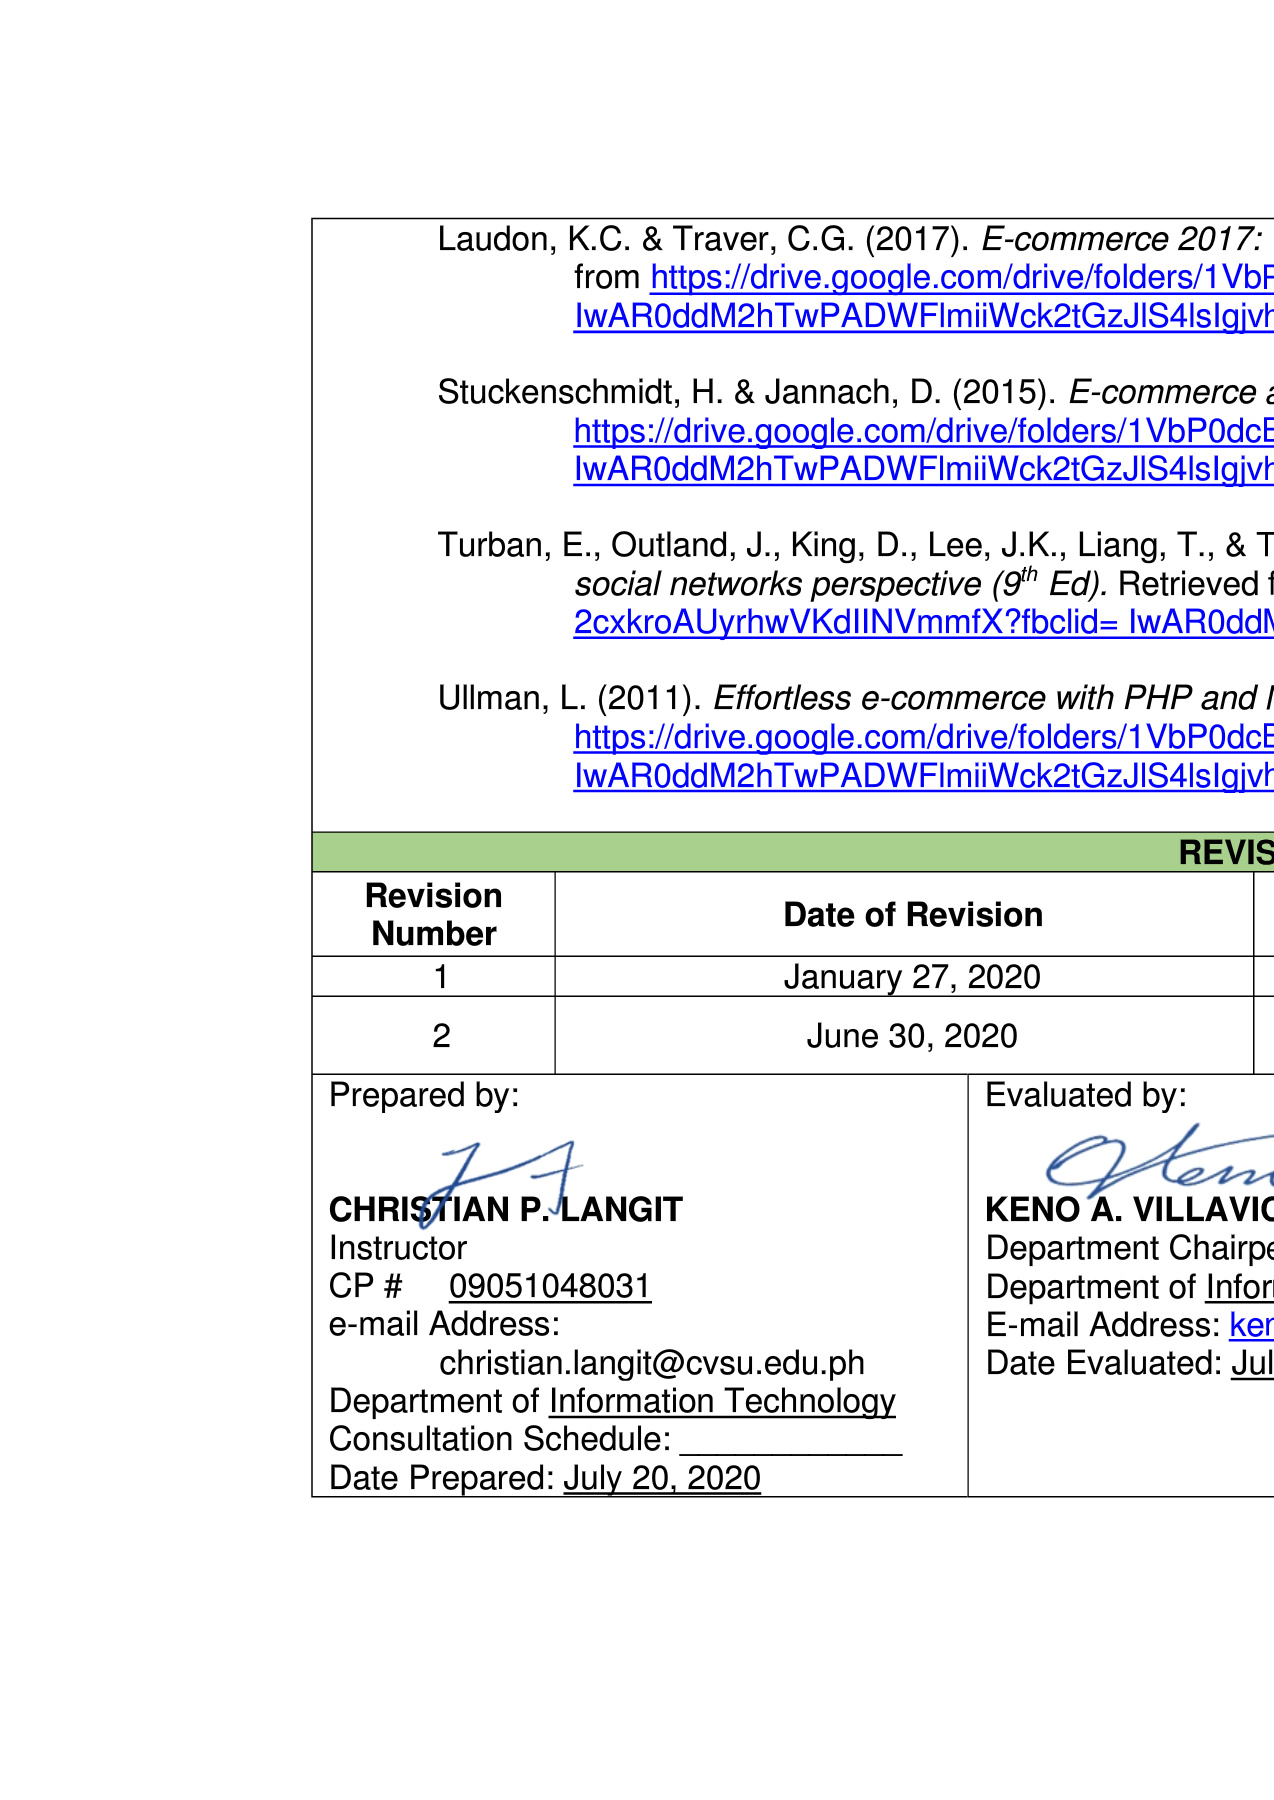 Laudon, K.C. & Traver, C.G. (2017). E-commerce 2017:
from https://drive.google.com/drive/folders/1VbP
IwAR0ddM2hTwPADWFlmiiWck2tGzJlS4lsIgjvh
Stuckenschmidt, H. & Jannach, D. (2015). E-commerce a
https://drive.google.com/drive/folders/1VbP0dcE
IwAR0ddM2hTwPADWFlmiiWck2tGzJlS4lsIgjvh
Turban, E., Outland, J., King, D., Lee, J.K., Liang, T., & T
social networks perspective (9th Ed). Retrieved f
2cxkroAUyrhwVKdIINVmmfX?fbclid= IwAR0ddM
Ullman, L. (2011). Effortless e-commerce with PHP and M
https://drive.google.com/drive/folders/1VbP0dcE
IwAR0ddM2hTwPADWFlmiiWck2tGzJlS4lsIgjvh
REVIS
Revision
Number
Date of Revision
1
January 27, 2020
2
June 30, 2020
Prepared by:
CHRISTIAN P. LANGIT
Instructor
CP # 09051048031
e-mail Address:
christian.langit@cvsu.edu.ph
Department of Information Technology
Consultation Schedule: ____________
Date Prepared: July 20, 2020
Evaluated by:
KENO A. VILLAVIC
Department Chairpe
Department of Infor
E-mail Address: ken
Date Evaluated: Jul